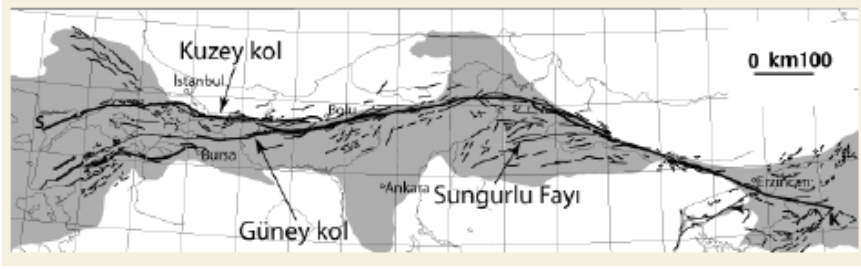 Kuzey kol
0 km100
İstanbul
Bolu
S
Bursa
Ankara
Sungurlu Fayı
Erzincan
K
Güney kol